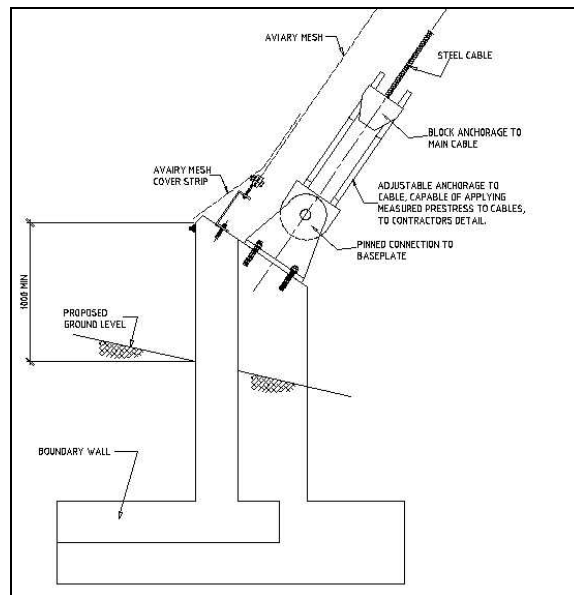 AVIARY MESH
STEEL CABLE
BLOCK ANCHORAGE TO
MAIN CABLE
AVAIRY MESH
COVER STRIP
ADJUSTABLE ANCHORAGE TO
CABLE, CAPABLE OF APPLYING
MEASURED PRESTRESS TO CABLES,
TO CONTRACTORS DETAIL.
PINNED CONNECTION TO
BASEPLATE
1000 MIN
PROPOSED
GROUND LEVEL
BOUNDARY WALL